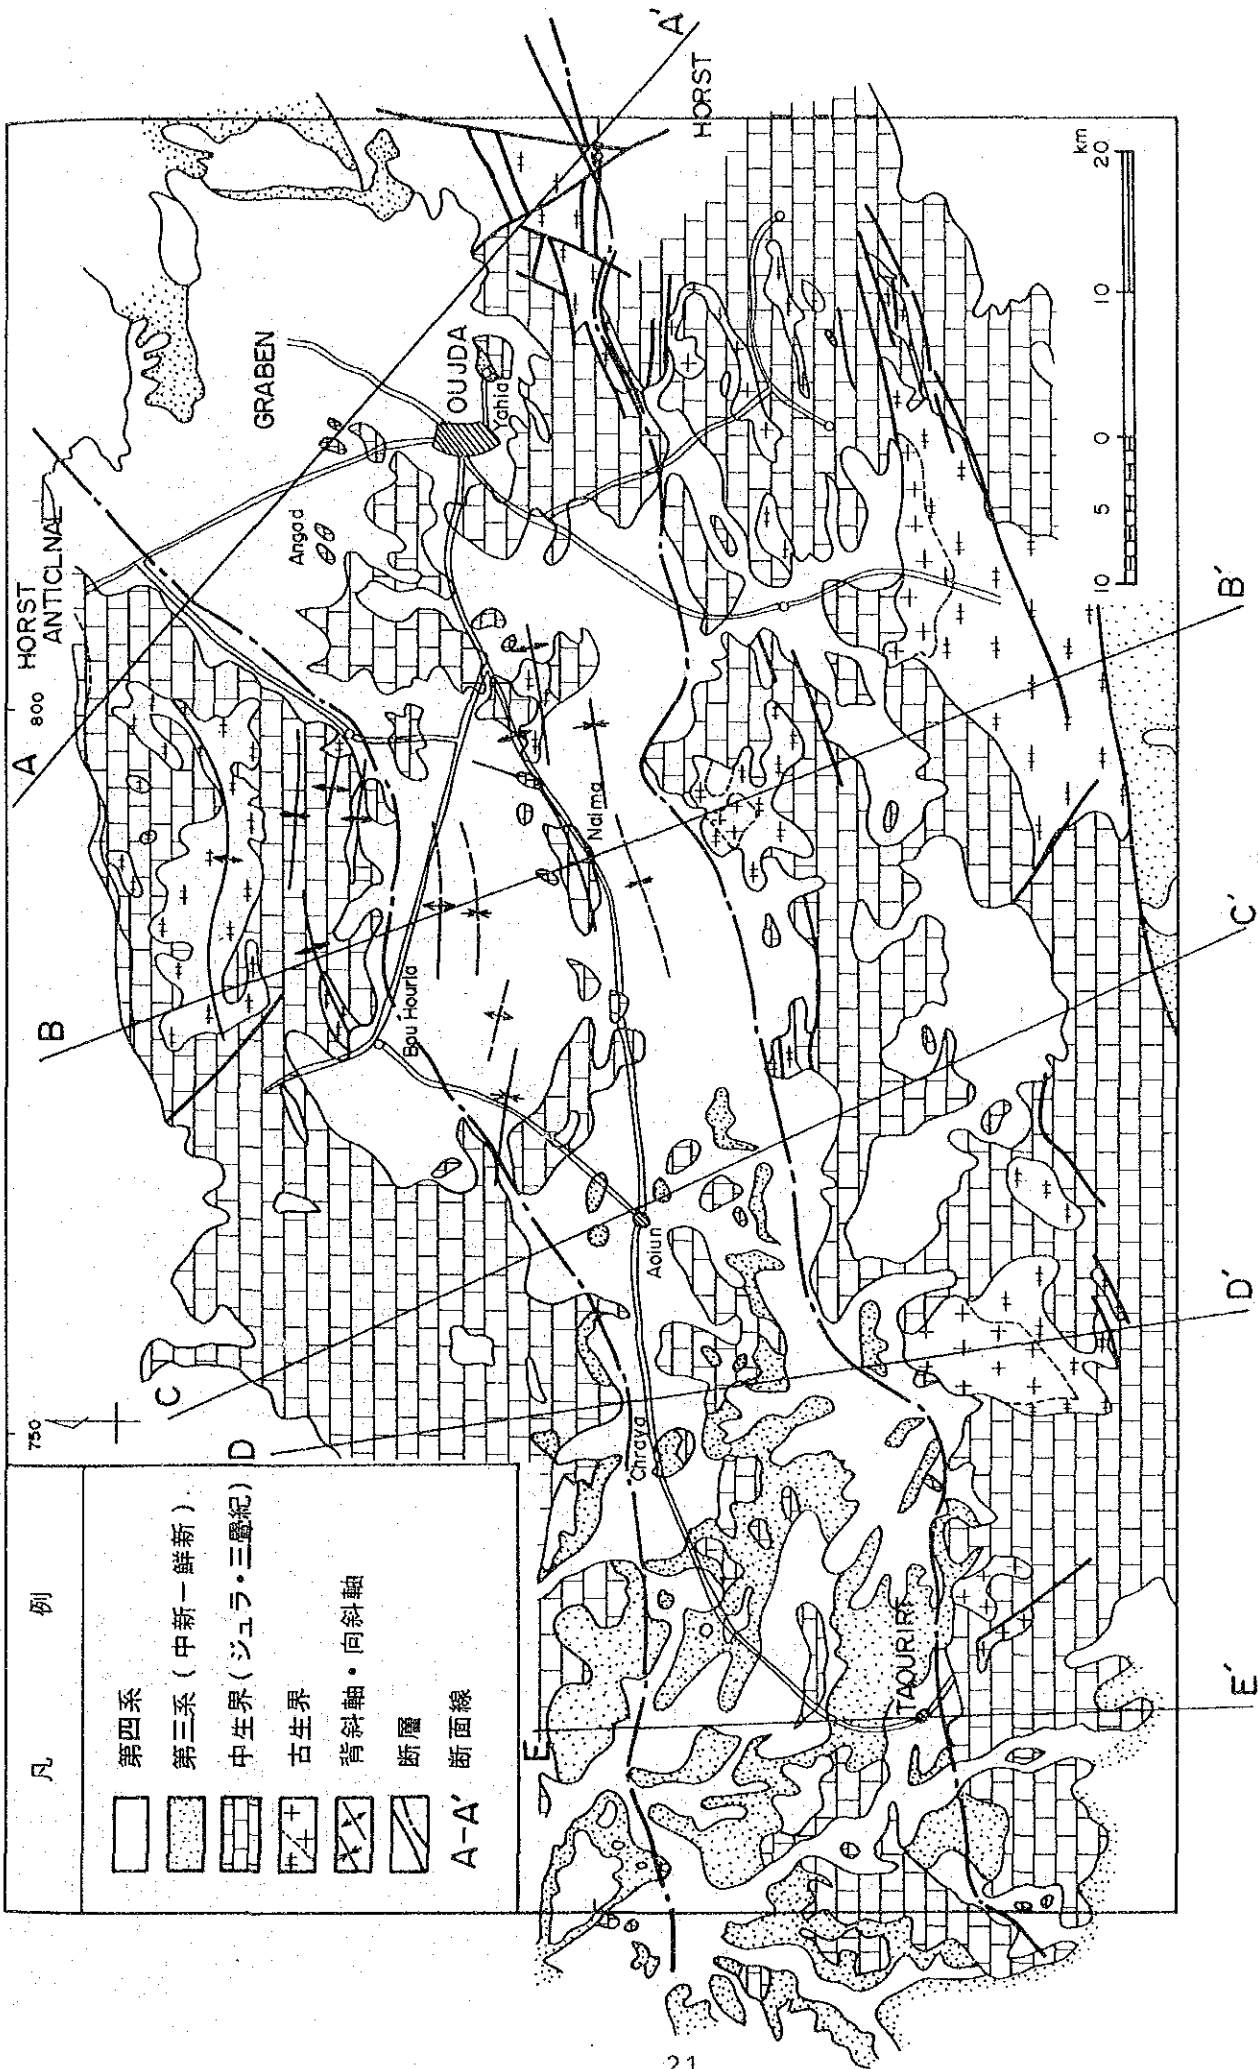 凡 例
第四系
第三系 (中新—鮮新)
中生界 (ジュラ・三畳紀)
古生界
背斜軸・向斜軸
断層
A-A' 断面線
750
800
HORST
ANTICLNAL
GRABEN
HORST
A
A'
B
B'
C
C'
D
D'
E
E'
OUJDA
Yahia
Angad
Naima
Bou Houria
Aoiun
Chraya
TAOURIRT
10 5 0 10 20
km
21